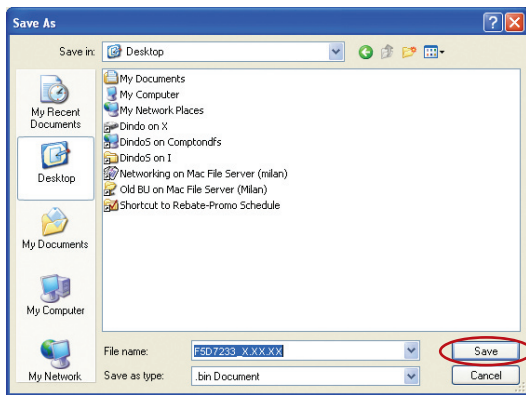 Save As
Save in:
Desktop
My Recent
Documents
Desktop
My Documents
My Computer
My Network
My Documents
My Computer
My Network Places
Dindo on X
DindoS on Comptondfs
DindoS on I
Networking on Mac File Server (milan)
Old BU on Mac File Server (Milan)
Shortcut to Rebate-Promo Schedule
File name:
F5D7233_X.XX.XX
Save
Save as type:
.bin Document
Cancel